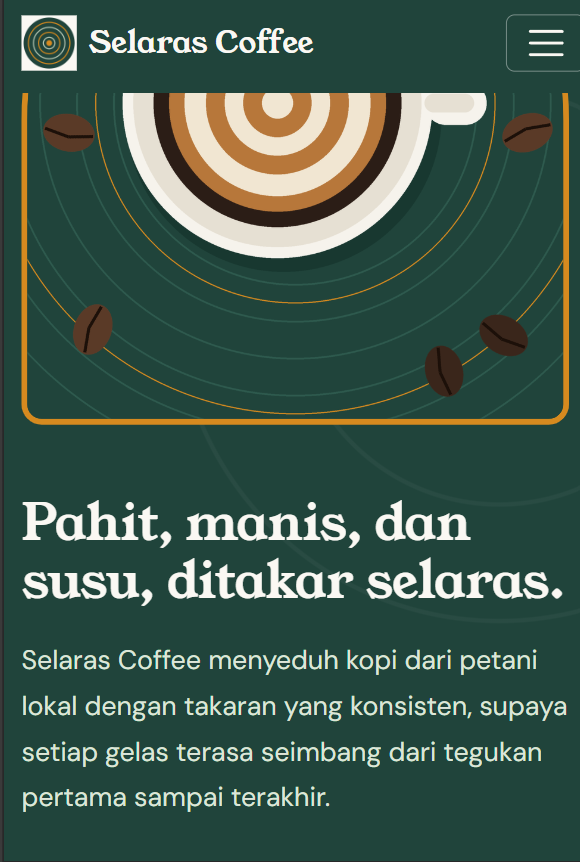 Selaras Coffee
Pahit, manis, dan
susu, ditakar selaras.
Selaras Coffee menyeduh kopi dari petani
lokal dengan takaran yang konsisten, supaya
setiap gelas terasa seimbang dari tegukan
pertama sampai terakhir.